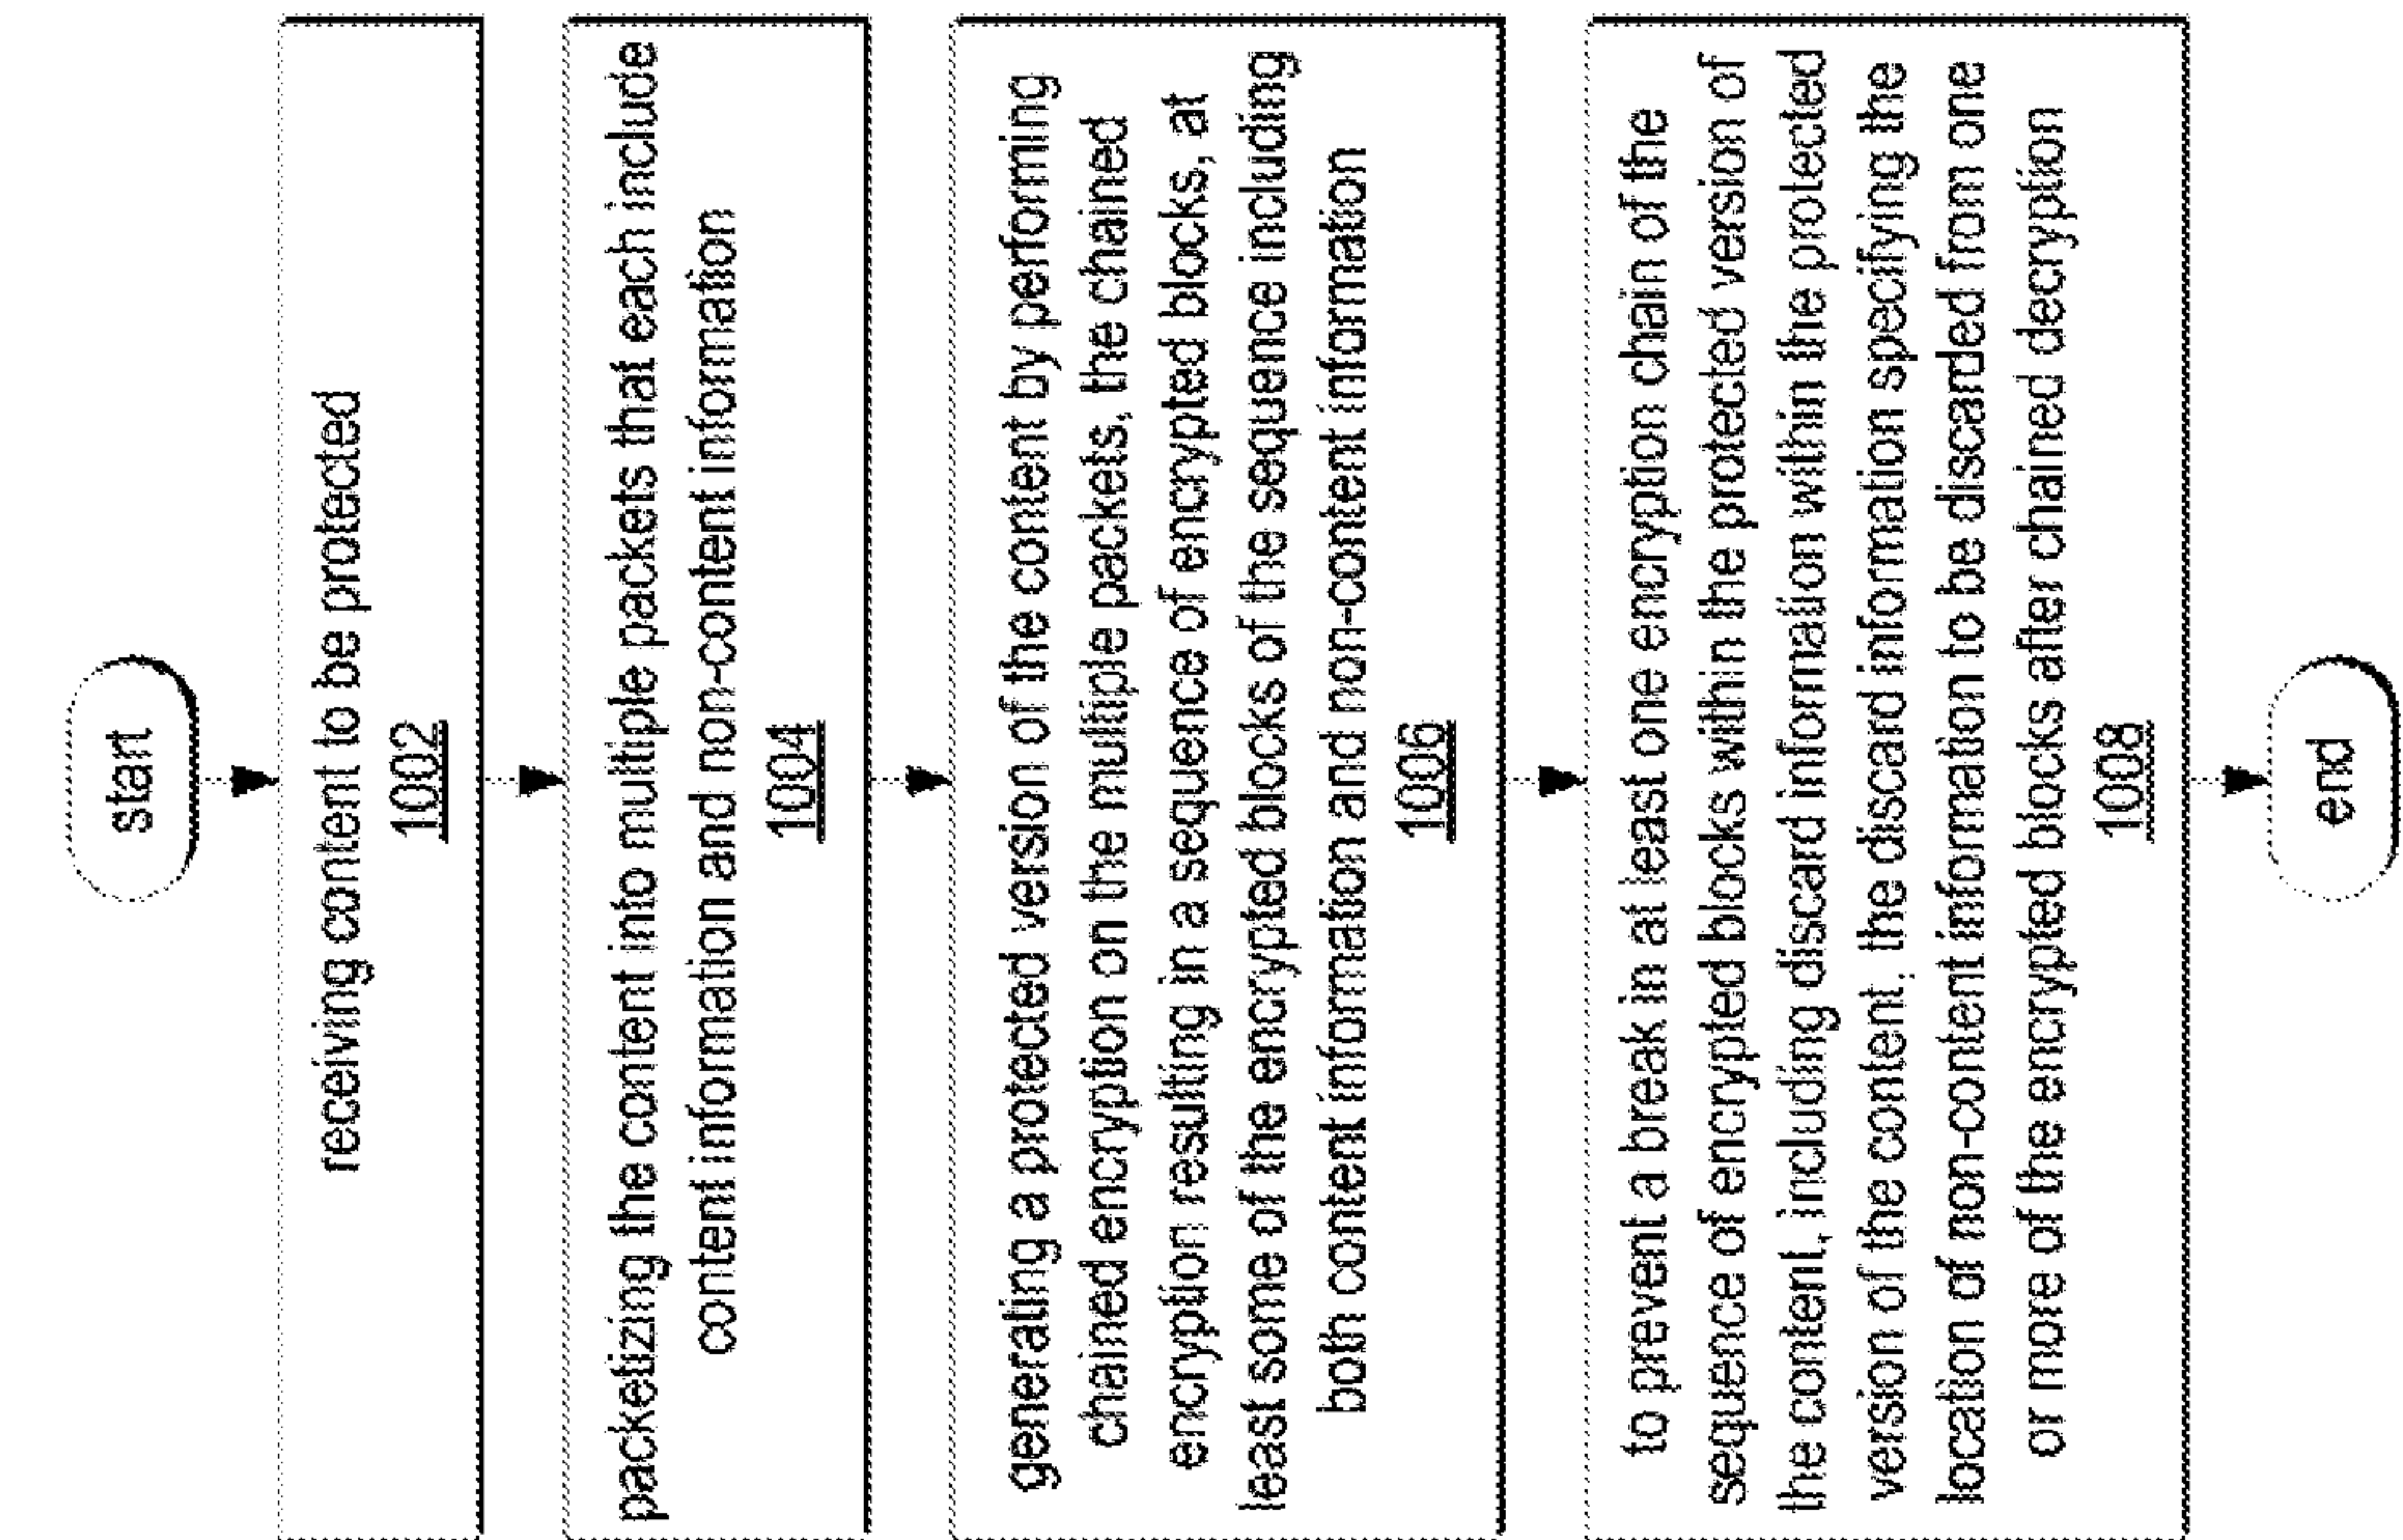 start
receiving content to be protected
1002
packetizing the content into multiple packets that each include
content information and non-content information
1004
generating a protected version of the content by performing
chained encryption on the multiple packets, the chained
encryption resulting in a sequence of encrypted blocks, at
least some of the encrypted blocks of the sequence including
both content information and non-content information
1006
to prevent a break in at least one encryption chain of the
sequence of encrypted blocks within the protected version of
the content, including discard information within the protected
version of the content, the discard information specifying the
location of non-content information to be discarded from one
or more of the encrypted blocks after chained decryption
1008
end